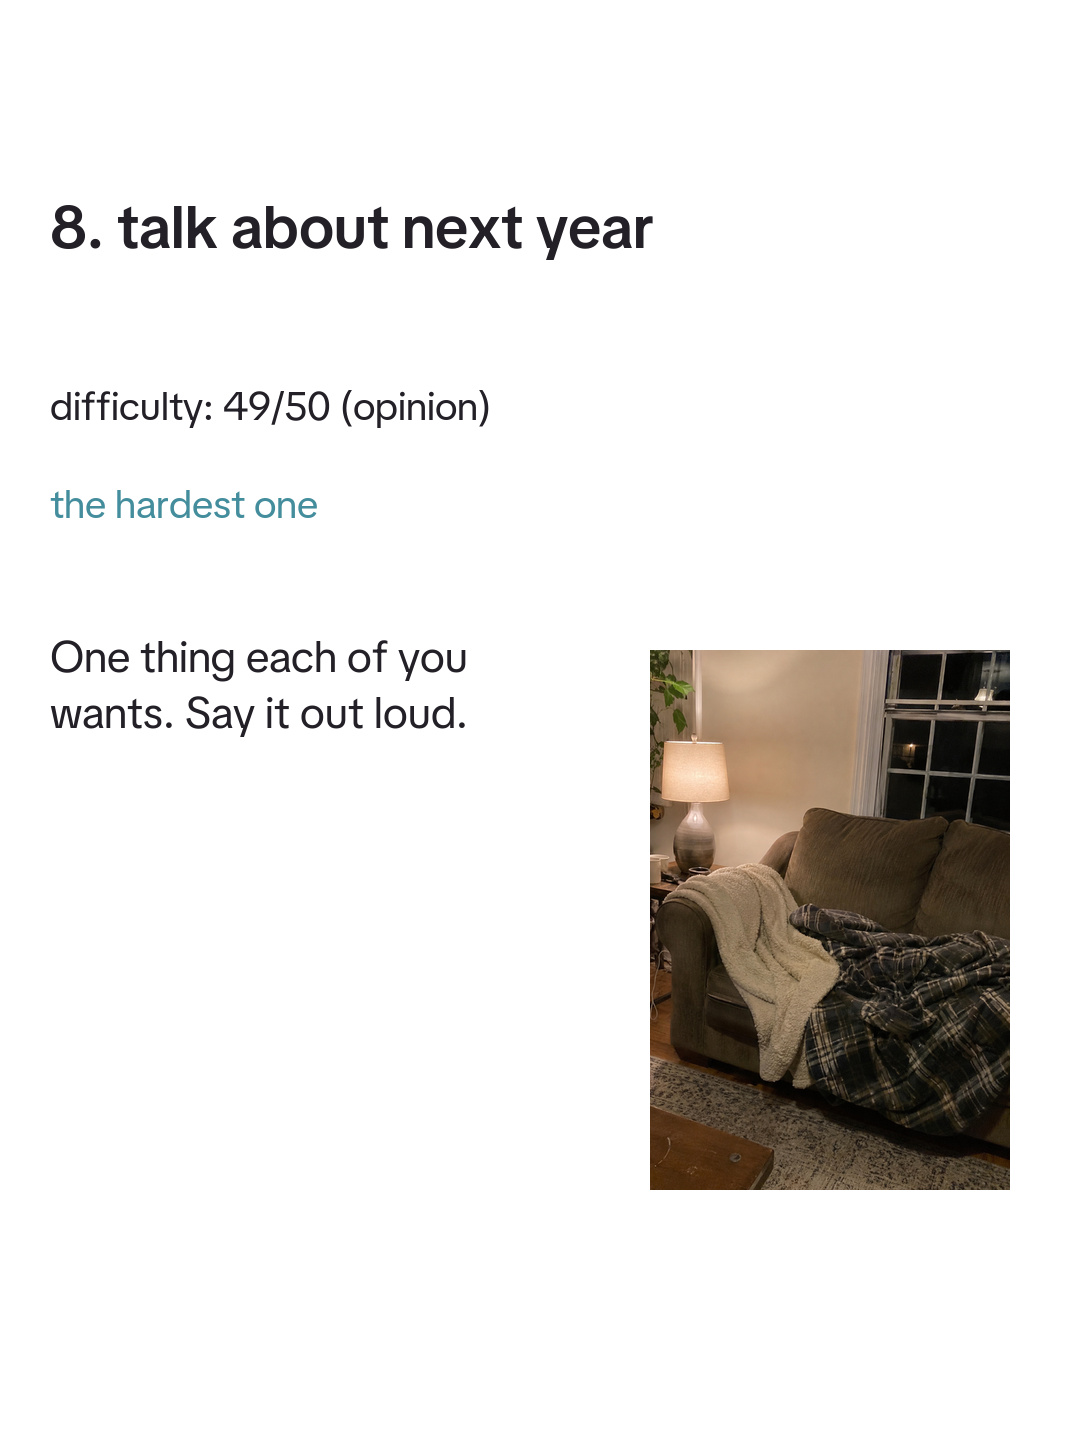 8. talk about next year
difficulty: 49/50 (opinion)
the hardest one
One thing each of you
wants. Say it out loud.